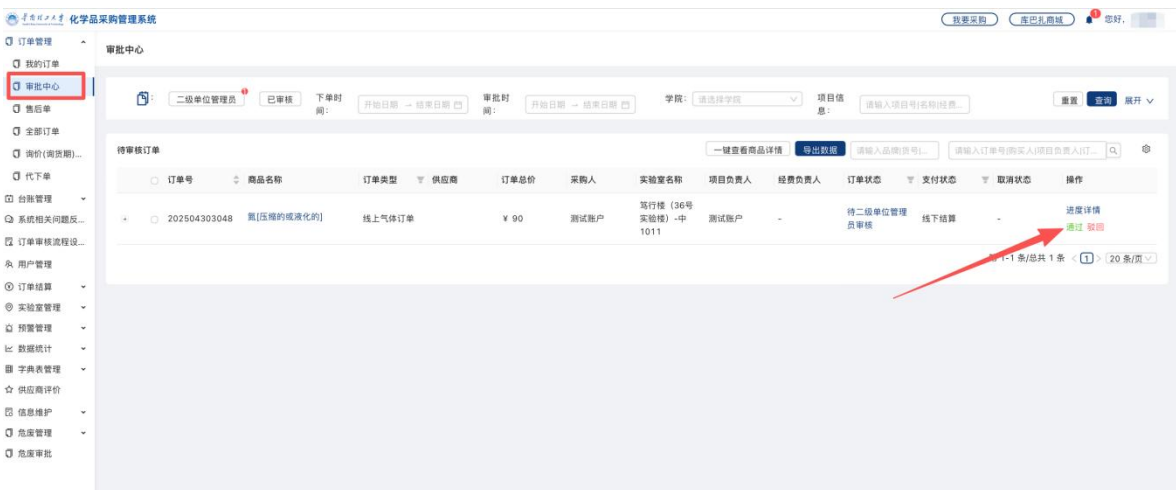 化学品采购管理系统
我要采购
库巴扎商城
1
您好,
订单管理
我的订单
审批中心
售后单
全部订单
询价(询货期)...
代下单
台账管理
系统相关问题反...
订单审核流程设...
用户管理
订单结算
实验室管理
预警管理
数据统计
字典表管理
供应商评价
信息维护
危废管理
危废审批
审批中心
二级单位管理员
已审核
下单时间:
开始日期 → 结束日期
审批时间:
开始日期 → 结束日期
学院: 请选择学院
项目信息:
请输入项目号|名称|经费...
重置
查询
展开
待审核订单
一键查看商品详情
导出数据
请输入品牌|货号|...
请输入订单号|购买人|项目负责人|订...
订单号 商品名称 订单类型 供应商 订单总价 采购人 实验室名称 项目负责人 经费负责人 订单状态 支付状态 取消状态 操作
+ 202504303048 氮[压缩的或液化的] 线上气体订单 ¥ 90 测试账户 笃行楼（36号实验楼）-中1011 测试账户 - 待二级单位管理员审核 线下结算 - 进度详情
通过 驳回
1-1 条/总共 1 条 < 1 > 20 条/页